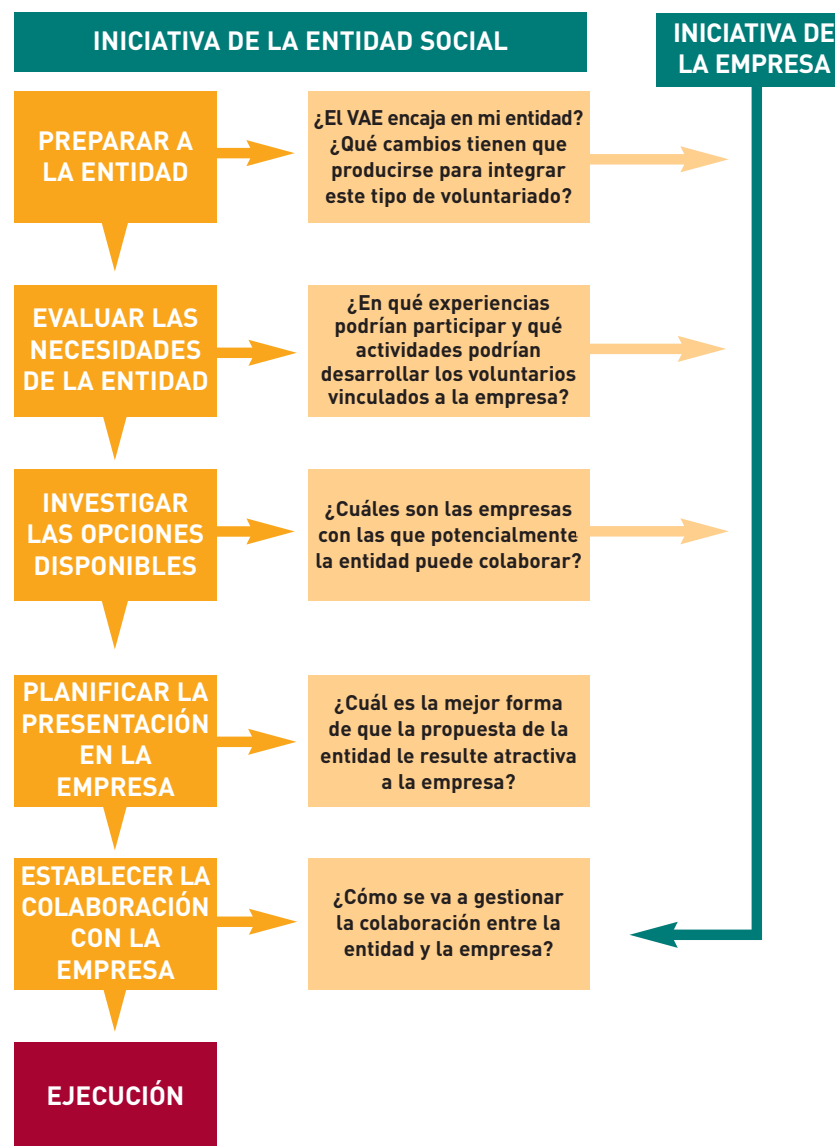 INICIATIVA DE LA ENTIDAD SOCIAL
INICIATIVA DE
LA EMPRESA
PREPARAR A
LA ENTIDAD
¿El VAE encaja en mi entidad?
¿Qué cambios tienen que
producirse para integrar
este tipo de voluntariado?
EVALUAR LAS
NECESIDADES
DE LA ENTIDAD
¿En qué experiencias
podrían participar y qué
actividades podrían
desarrollar los voluntarios
vinculados a la empresa?
INVESTIGAR
LAS OPCIONES
DISPONIBLES
¿Cuáles son las empresas
con las que potencialmente
la entidad puede colaborar?
PLANIFICAR LA
PRESENTACIÓN
EN LA
EMPRESA
¿Cuál es la mejor forma
de que la propuesta de la
entidad le resulte atractiva
a la empresa?
ESTABLECER LA
COLABORACIÓN
CON LA
EMPRESA
¿Cómo se va a gestionar
la colaboración entre la
entidad y la empresa?
EJECUCIÓN